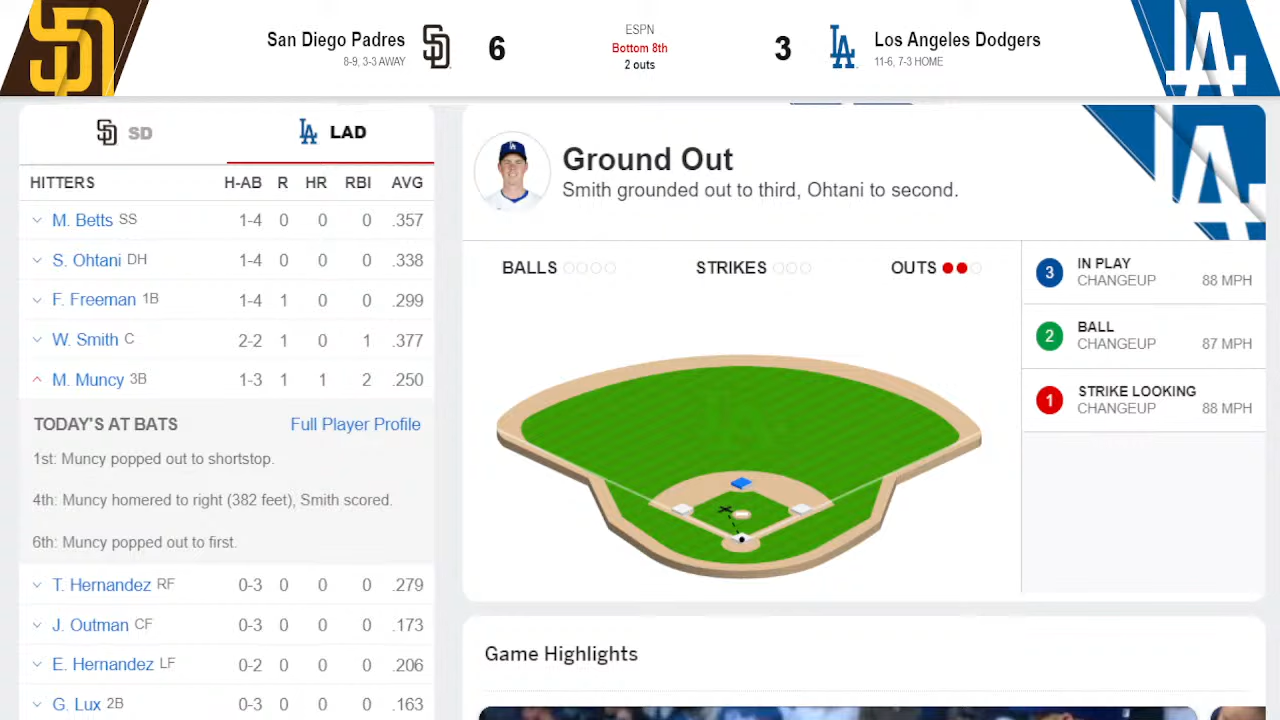 San Diego Padres
8-9, 3-3 AWAY
6
ESPN
Bottom 8th
2 outs
3
Los Angeles Dodgers
11-6, 7-3 HOME
SD
LAD
HITTERS H-AB R HR RBI AVG
M. Betts SS 1-4 0 0 0 .357
S. Ohtani DH 1-4 0 0 0 .338
F. Freeman 1B 1-4 1 0 0 .299
W. Smith C 2-2 1 0 1 .377
M. Muncy 3B 1-3 1 1 2 .250
TODAY'S AT BATS Full Player Profile
1st: Muncy popped out to shortstop.
4th: Muncy homered to right (382 feet), Smith scored.
6th: Muncy popped out to first.
T. Hernandez RF 0-3 0 0 0 .279
J. Outman CF 0-3 0 0 0 .173
E. Hernandez LF 0-2 0 0 0 .206
G. Lux 2B 0-3 0 0 0 .163
Ground Out
Smith grounded out to third, Ohtani to second.
BALLS STRIKES OUTS
3 IN PLAY
CHANGEUP 88 MPH
2 BALL
CHANGEUP 87 MPH
1 STRIKE LOOKING
CHANGEUP 88 MPH
Game Highlights